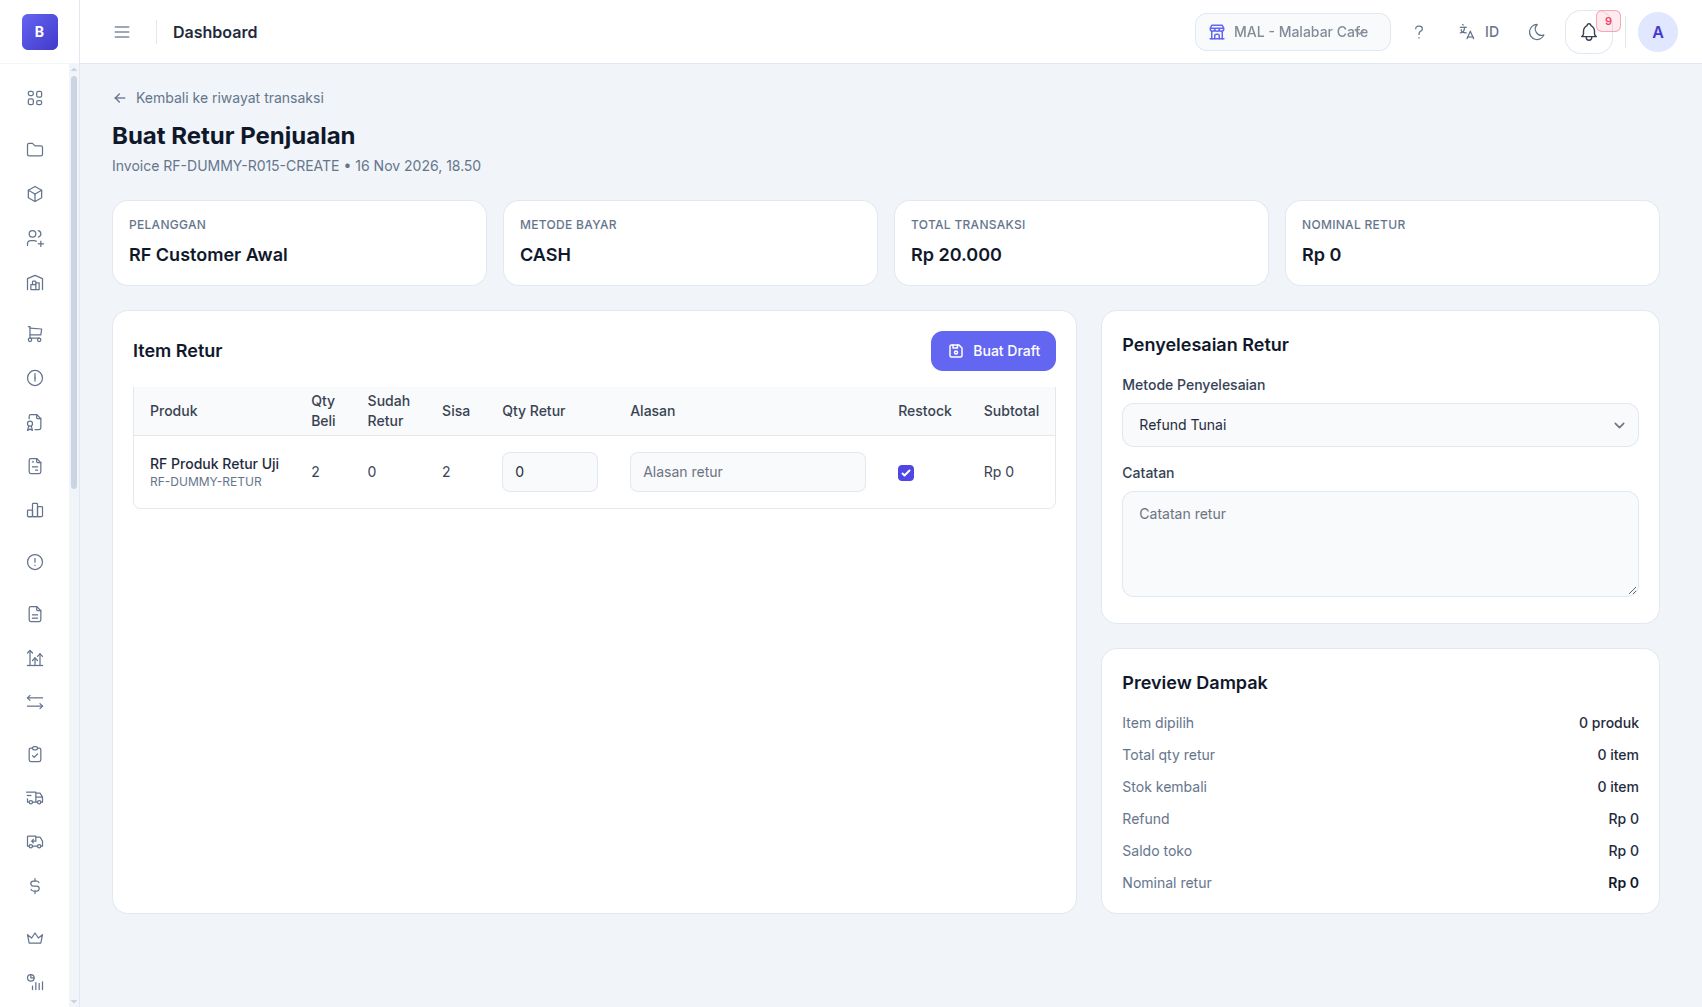 B
Dashboard
MAL - Malabar Cafe
?
ID
9
A
Kembali ke riwayat transaksi
Buat Retur Penjualan
Invoice RF-DUMMY-R015-CREATE • 16 Nov 2026, 18.50
PELANGGAN
RF Customer Awal
METODE BAYAR
CASH
TOTAL TRANSAKSI
Rp 20.000
NOMINAL RETUR
Rp 0
Item Retur
Buat Draft
Produk
Qty Beli
Sudah Retur
Sisa
Qty Retur
Alasan
Restock
Subtotal
RF Produk Retur Uji
RF-DUMMY-RETUR
2
0
2
0
Alasan retur
Rp 0
Penyelesaian Retur
Metode Penyelesaian
Refund Tunai
Catatan
Catatan retur
Preview Dampak
Item dipilih 0 produk
Total qty retur 0 item
Stok kembali 0 item
Refund Rp 0
Saldo toko Rp 0
Nominal retur Rp 0